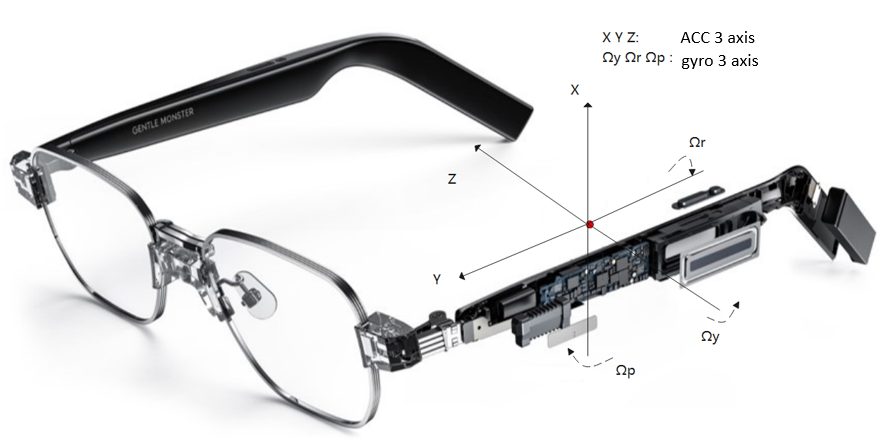 X Y Z: ACC 3 axis
Ωy Ωr Ωp : gyro 3 axis
X
GENTLE MONSTER
Ωr
Z
Y
Ωy
Ωp